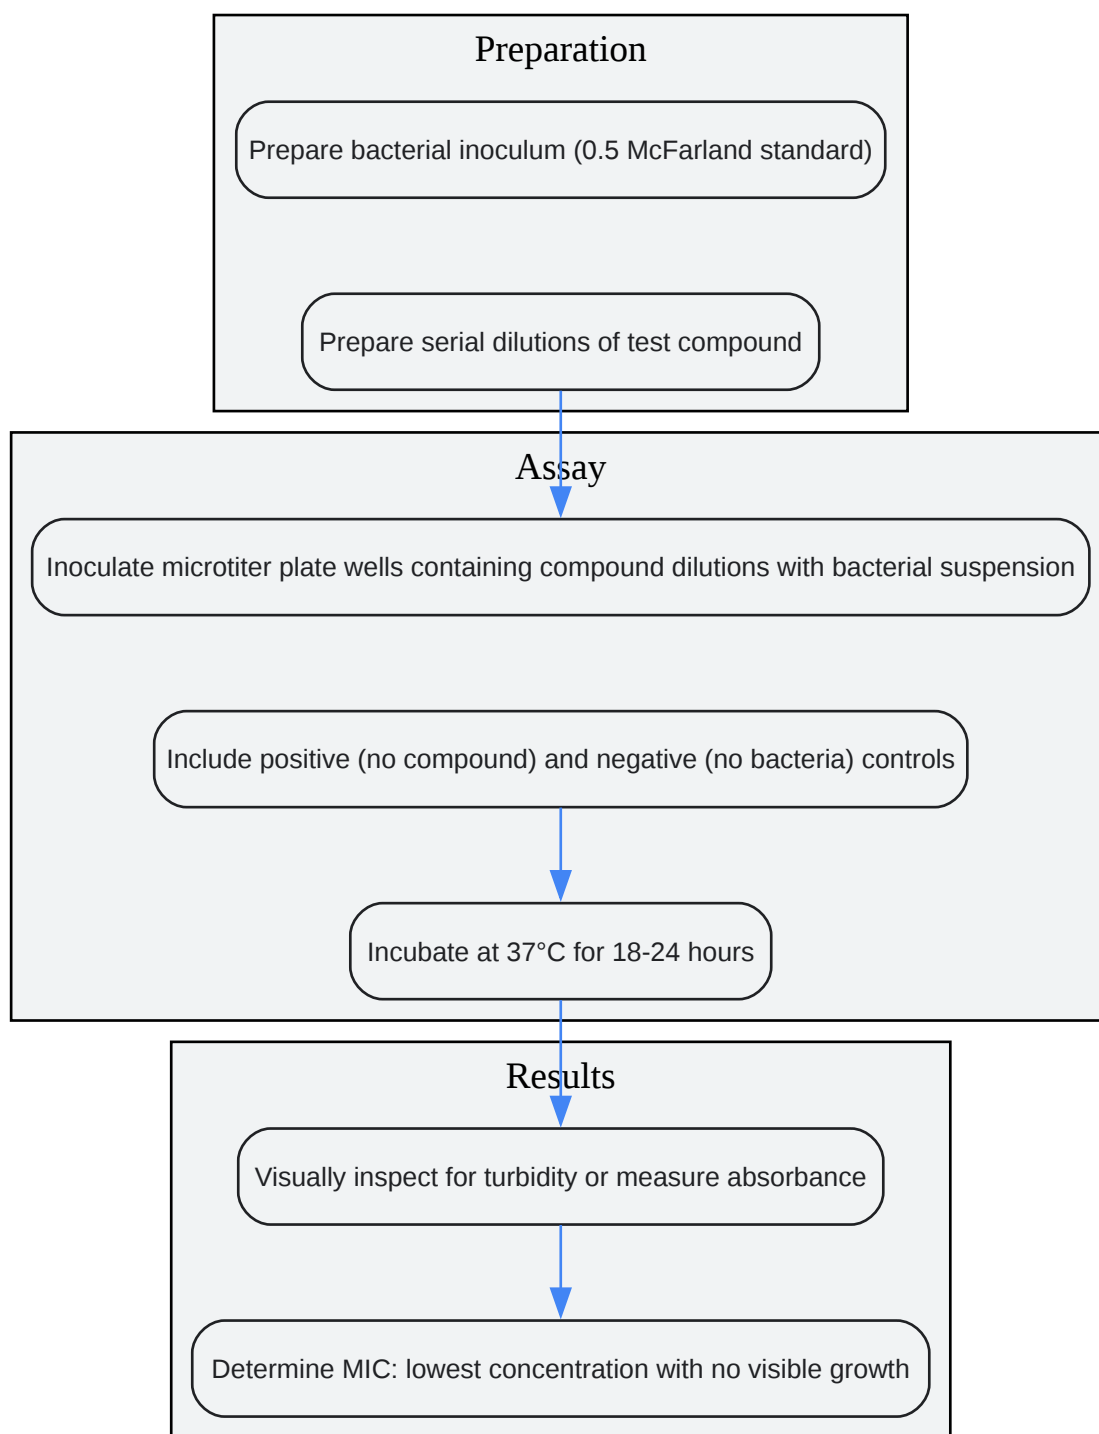 Preparation
Prepare bacterial inoculum (0.5 McFarland standard)
Prepare serial dilutions of test compound
Assay
Inoculate microtiter plate wells containing compound dilutions with bacterial suspension
Include positive (no compound) and negative (no bacteria) controls
Incubate at 37°C for 18-24 hours
Results
Visually inspect for turbidity or measure absorbance
Determine MIC: lowest concentration with no visible growth